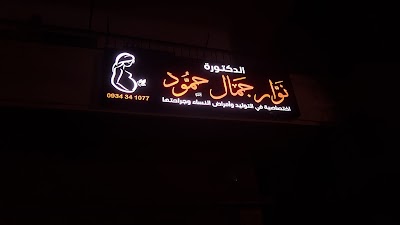 الدكتورة
نوار جمال حمود
اختصاصية في التوليد وأمراض النساء وجراحتها
0934 34 1077